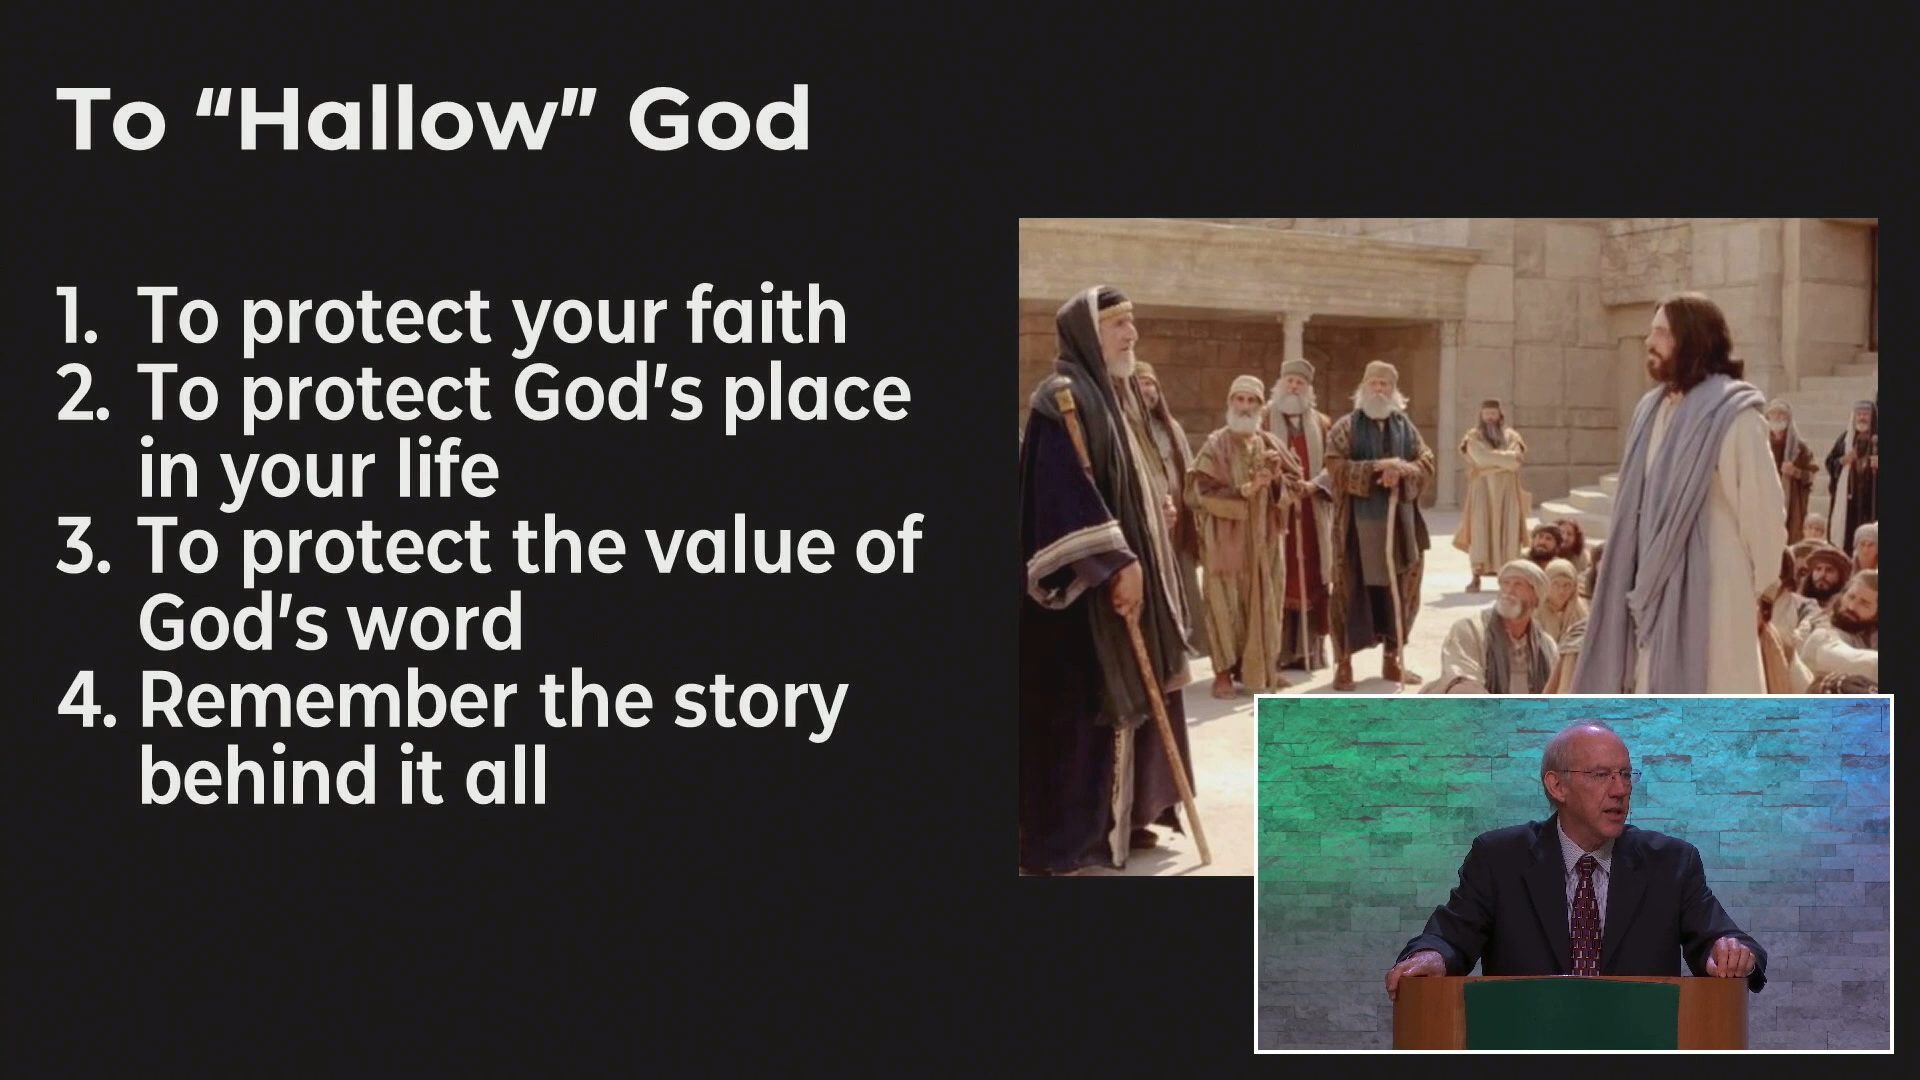 To “Hallow” God
1. To protect your faith
2. To protect God’s place
in your life
3. To protect the value of
God’s word
4. Remember the story
behind it all